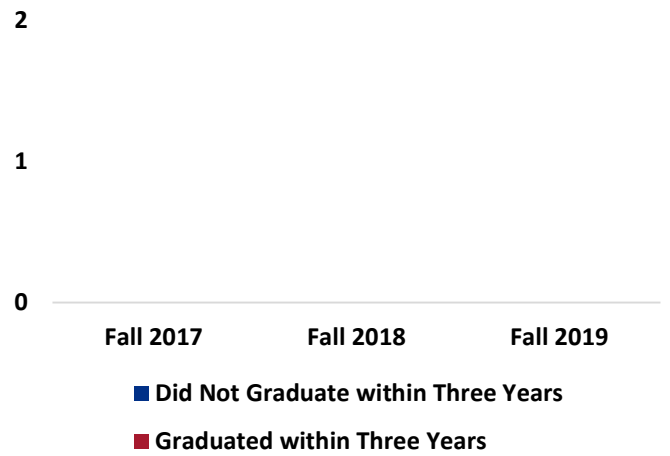 2
1
0
Fall 2017 Fall 2018 Fall 2019
Did Not Graduate within Three Years
Graduated within Three Years